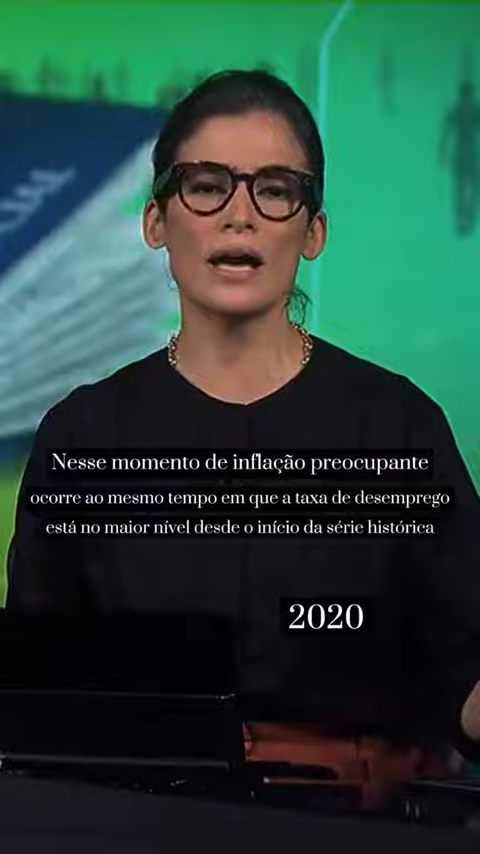 Nesse momento de inflação preocupante
ocorre ao mesmo tempo em que a taxa de desemprego
está no maior nível desde o início da série histórica
2020